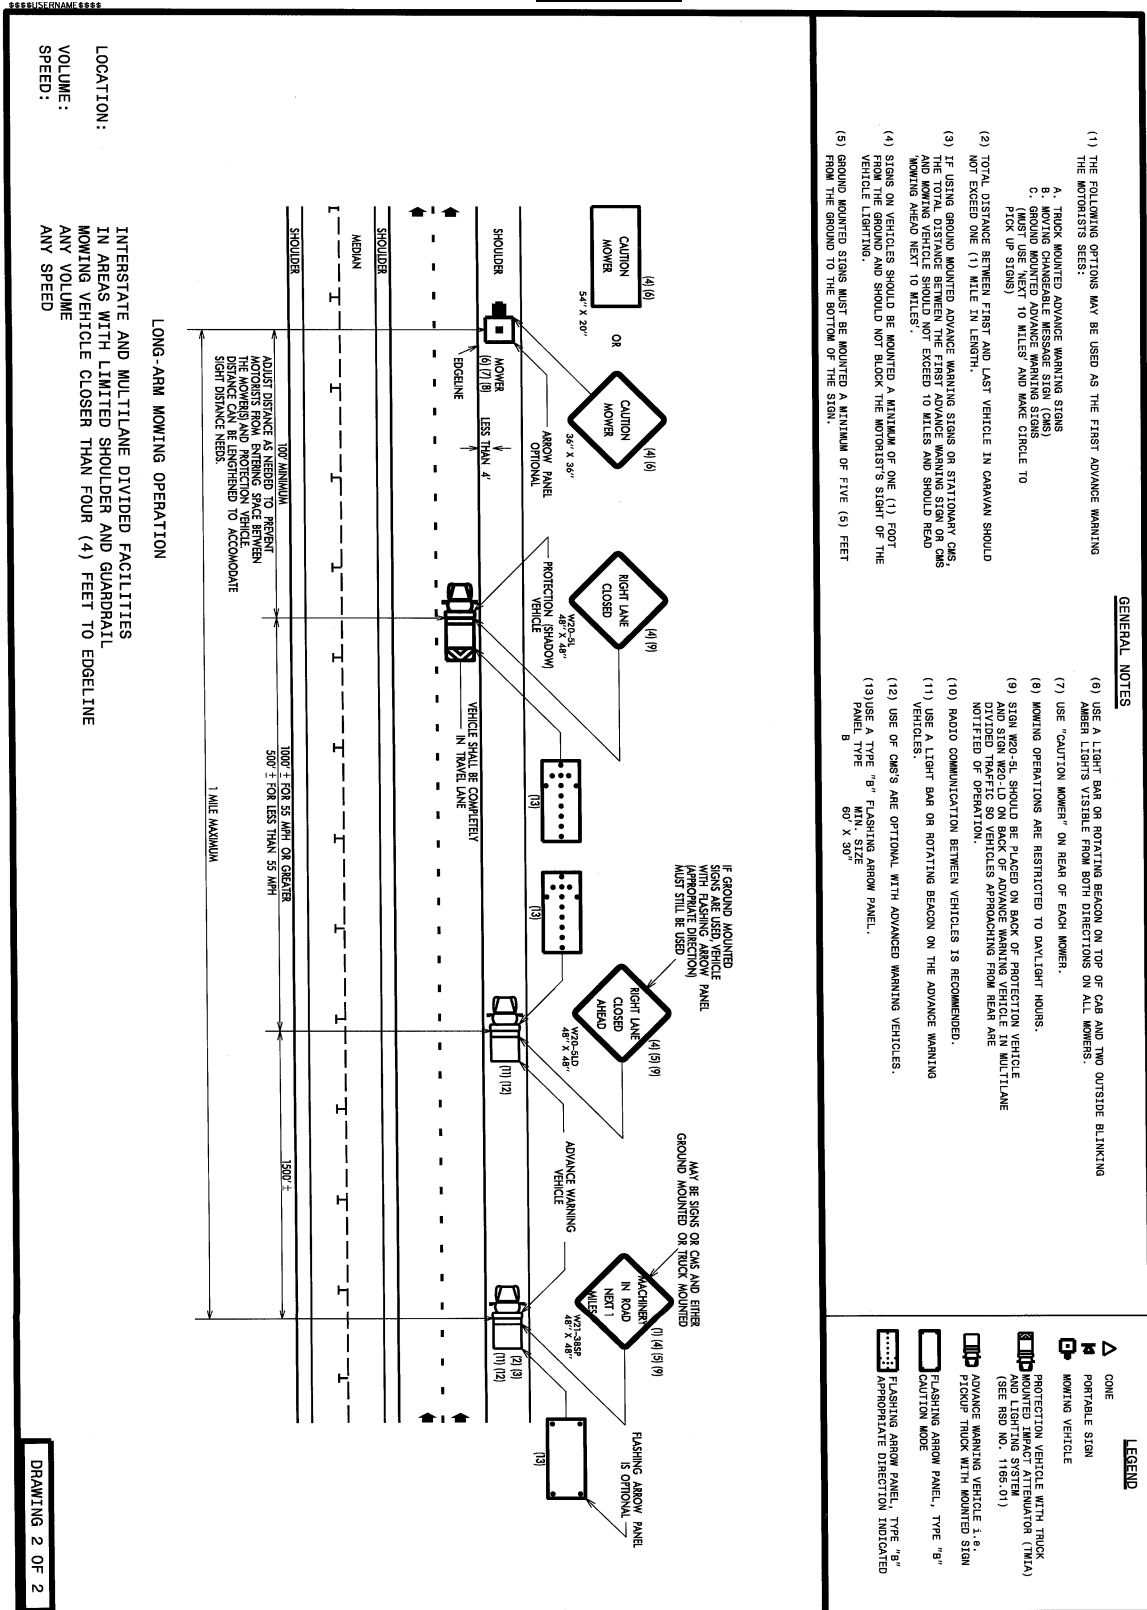 $$$$USERNAME$$$$
GENERAL NOTES
(1) THE FOLLOWING OPTIONS MAY BE USED AS THE FIRST ADVANCE WARNING
THE MOTORISTS SEES:
A. TRUCK MOUNTED ADVANCE WARNING SIGNS
B. MOVING CHANGEABLE MESSAGE SIGN (CMS)
C. GROUND MOUNTED ADVANCE WARNING SIGNS
(MUST USE 'NEXT 10 MILES' AND MAKE CIRCLE TO
PICK UP SIGNS)
(2) TOTAL DISTANCE BETWEEN FIRST AND LAST VEHICLE IN CARAVAN SHOULD
NOT EXCEED ONE (1) MILE IN LENGTH.
(3) IF USING GROUND MOUNTED ADVANCE WARNING SIGNS OR STATIONARY CMS,
THE TOTAL DISTANCE BETWEEN THE FIRST ADVANCE WARNING SIGN OR CMS
AND MOWING VEHICLE SHOULD NOT EXCEED 10 MILES AND SHOULD READ
'MOWING AHEAD NEXT 10 MILES'.
(4) SIGNS ON VEHICLES SHOULD BE MOUNTED A MINIMUM OF ONE (1) FOOT
FROM THE GROUND AND SHOULD NOT BLOCK THE MOTORIST'S SIGHT OF THE
VEHICLE LIGHTING.
(5) GROUND MOUNTED SIGNS MUST BE MOUNTED A MINIMUM OF FIVE (5) FEET
FROM THE GROUND TO THE BOTTOM OF THE SIGN.
(6) USE A LIGHT BAR OR ROTATING BEACON ON TOP OF CAB AND TWO OUTSIDE BLINKING
AMBER LIGHTS VISIBLE FROM BOTH DIRECTIONS ON ALL MOWERS.
(7) USE "CAUTION MOWER" ON REAR OF EACH MOWER.
(8) MOWING OPERATIONS ARE RESTRICTED TO DAYLIGHT HOURS.
(9) SIGN W20-5L SHOULD BE PLACED ON BACK OF PROTECTION VEHICLE
AND SIGN W20-LD ON BACK OF ADVANCE WARNING VEHICLE IN MULTILANE
DIVIDED TRAFFIC SO VEHICLES APPROACHING FROM REAR ARE
NOTIFIED OF OPERATION.
(10) RADIO COMMUNICATION BETWEEN VEHICLES IS RECOMMENDED.
(11) USE A LIGHT BAR OR ROTATING BEACON ON THE ADVANCE WARNING
VEHICLES.
(12) USE OF CMS'S ARE OPTIONAL WITH ADVANCED WARNING VEHICLES.
(13)USE A TYPE "B" FLASHING ARROW PANEL.
PANEL TYPE MIN. SIZE
B 60' X 30"
LEGEND
CONE
PORTABLE SIGN
MOWING VEHICLE
PROTECTION VEHICLE WITH TRUCK
MOUNTED IMPACT ATTENUATOR (TMIA)
AND LIGHTING SYSTEM
(SEE RSD NO. 1165.01)
ADVANCE WARNING VEHICLE i.e.
PICKUP TRUCK WITH MOUNTED SIGN
FLASHING ARROW PANEL, TYPE "B"
CAUTION MODE
FLASHING ARROW PANEL, TYPE "B"
APPROPRIATE DIRECTION INDICATED
CAUTION
MOWER
(4) (6)
54" X 20"
OR
CAUTION
MOWER
(4) (6)
36" X 36"
ARROW PANEL
OPTIONAL
RIGHT LANE
CLOSED
(4) (9)
W20-5L
48" X 48"
PROTECTION (SHADOW)
VEHICLE
(13)
(13)
IF GROUND MOUNTED
SIGNS ARE USED, VEHICLE
WITH FLASHING ARROW PANEL
(APPROPRIATE DIRECTION)
MUST STILL BE USED
RIGHT LANE
CLOSED
AHEAD
(4) (5) (9)
W20-5LD
48" X 48"
(11) (12)
ADVANCE WARNING
VEHICLE
MAY BE SIGNS OR CMS AND EITHER
GROUND MOUNTED OR TRUCK MOUNTED
MACHINERY
IN ROAD
NEXT 1
MILES
(1) (4) (5) (9)
W21-38SP
48" X 48"
(2) (3)
(11) (12)
FLASHING ARROW PANEL
IS OPTIONAL
(13)
SHOULDER
MOWER
(6) (7) (8)
EDGELINE
LESS THAN 4'
VEHICLE SHALL BE COMPLETELY
IN TRAVEL LANE
SHOULDER
MEDIAN
SHOULDER
100' MINIMUM
ADJUST DISTANCE AS NEEDED TO PREVENT
MOTORISTS FROM ENTERING SPACE BETWEEN
THE MOWER(S) AND PROTECTION VEHICLE.
DISTANCE CAN BE LENGTHENED TO ACCOMODATE
SIGHT DISTANCE NEEDS.
1000' ± FOR 55 MPH OR GREATER
500' ± FOR LESS THAN 55 MPH
1500' ±
1 MILE MAXIMUM
LONG-ARM MOWING OPERATION
LOCATION: INTERSTATE AND MULTILANE DIVIDED FACILITIES
IN AREAS WITH LIMITED SHOULDER AND GUARDRAIL
MOWING VEHICLE CLOSER THAN FOUR (4) FEET TO EDGELINE
VOLUME: ANY VOLUME
SPEED: ANY SPEED
DRAWING 2 OF 2